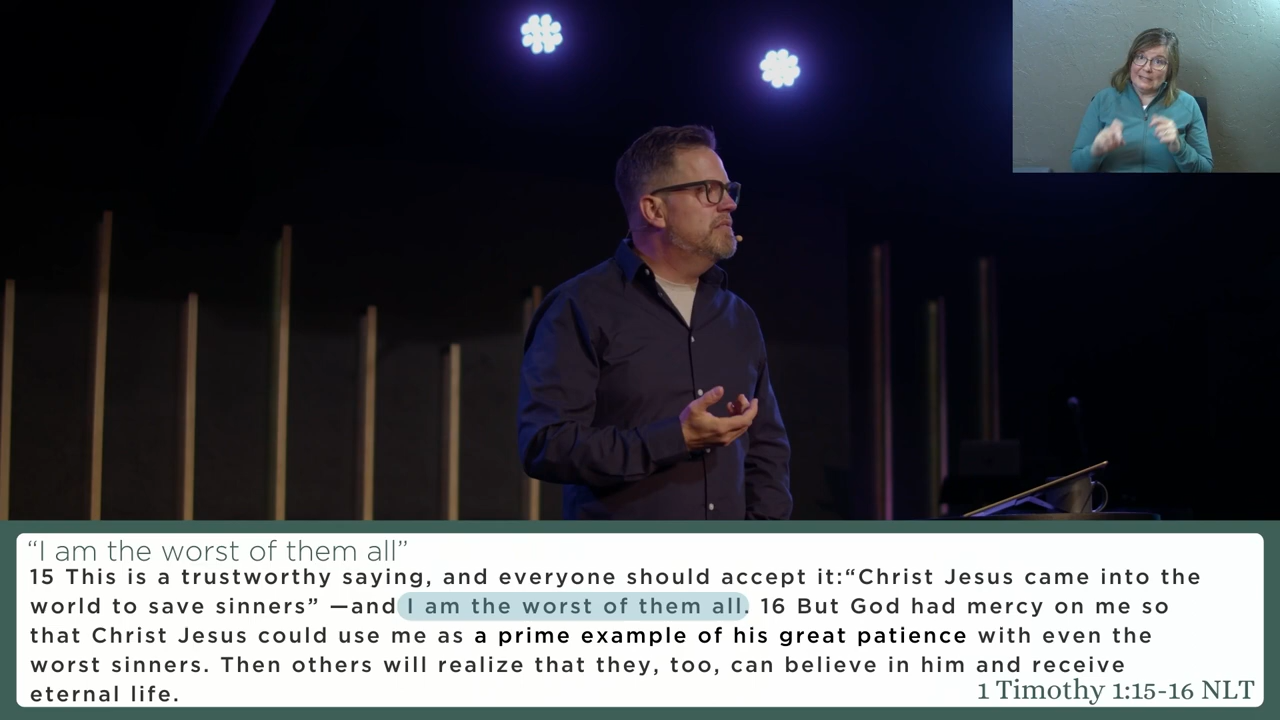 “I am the worst of them all”
15 This is a trustworthy saying, and everyone should accept it:“Christ Jesus came into the
world to save sinners” —and I am the worst of them all. 16 But God had mercy on me so
that Christ Jesus could use me as a prime example of his great patience with even the
worst sinners. Then others will realize that they, too, can believe in him and receive
eternal life.
1 Timothy 1:15-16 NLT